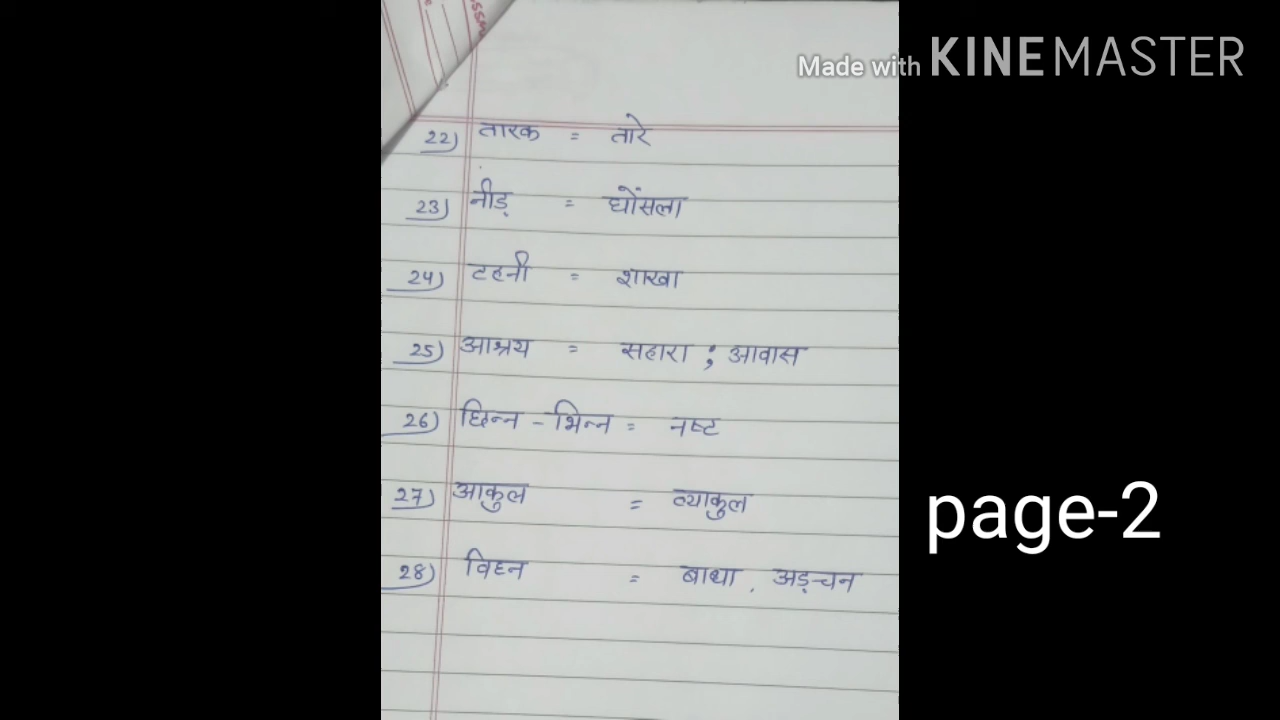 Made with KINEMASTER
22) तारक = तारे
23) नीड़ = घोंसला
24) टहनी = शाखा
25) आश्रय = सहारा ; आवास
26) छिन्न - भिन्न = नष्ट
27) आकुल = व्याकुल
28) विघ्न = बाधा , अड़चन
page-2